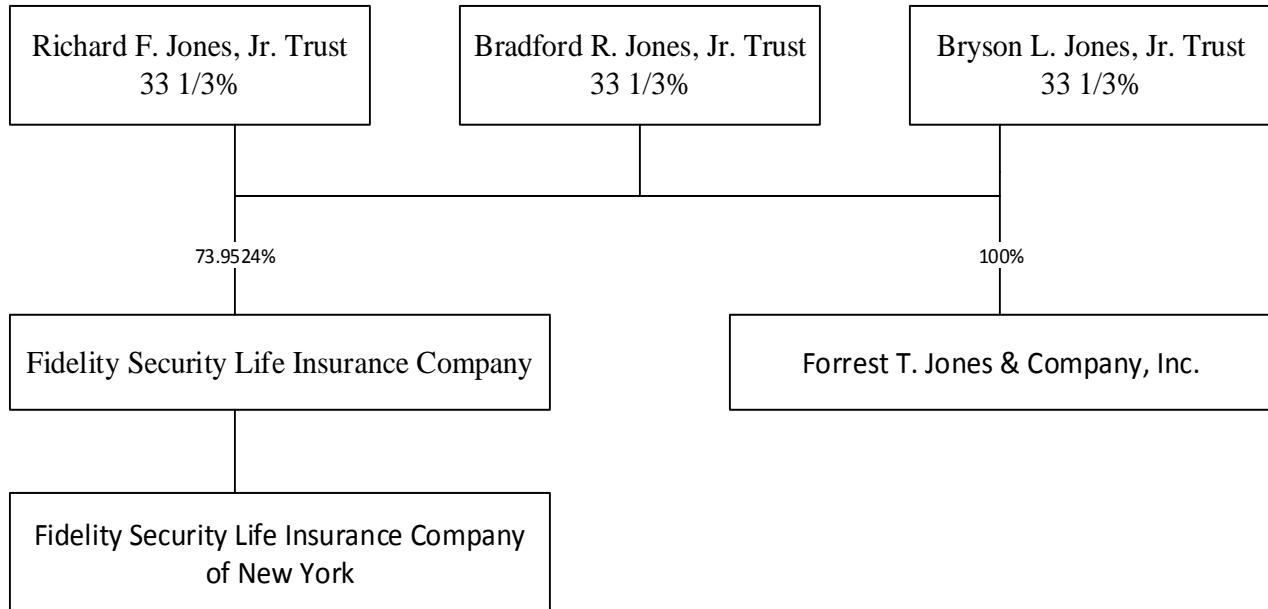 Richard F. Jones, Jr. Trust
33 1/3%
Bradford R. Jones, Jr. Trust
33 1/3%
Bryson L. Jones, Jr. Trust
33 1/3%
73.9524%
100%
Fidelity Security Life Insurance Company
Forrest T. Jones & Company, Inc.
Fidelity Security Life Insurance Company
of New York